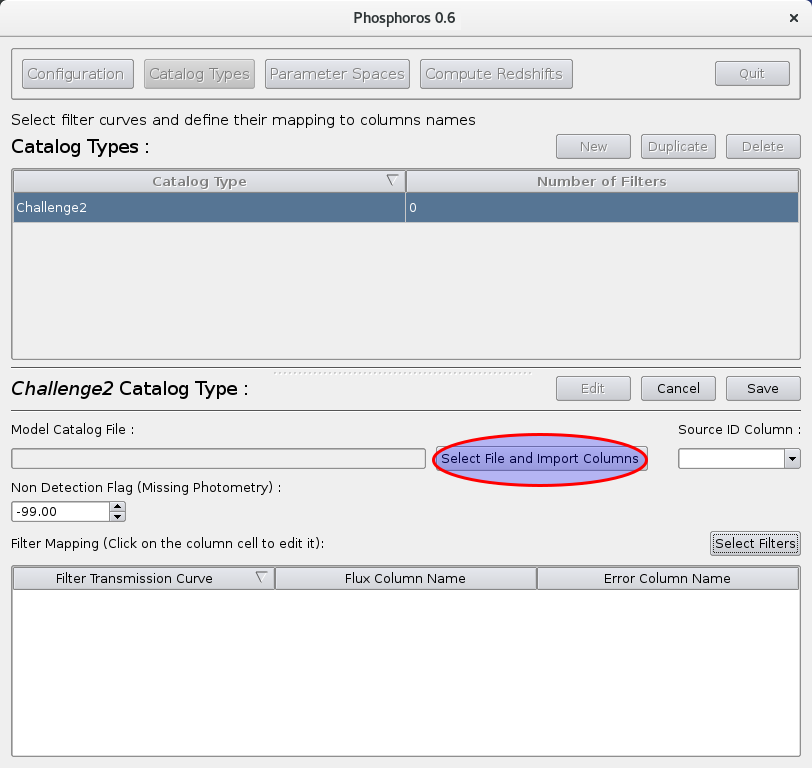 Phosphoros 0.6
Configuration Catalog Types Parameter Spaces Compute Redshifts Quit
Select filter curves and define their mapping to columns names
Catalog Types : New Duplicate Delete
Catalog Type Number of Filters
Challenge2 0
Challenge2 Catalog Type : Edit Cancel Save
Model Catalog File : Source ID Column :
Select File and Import Columns
Non Detection Flag (Missing Photometry) :
-99.00
Filter Mapping (Click on the column cell to edit it): Select Filters
Filter Transmission Curve Flux Column Name Error Column Name